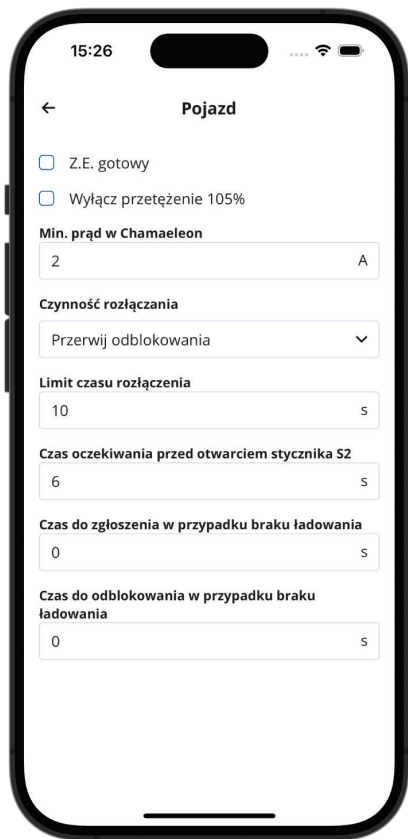 15:26
Pojazd
Z.E. gotowy
Wyłącz przetężenie 105%
Min. prąd w Chamaeleon
2 A
Czynność rozłączania
Przerwij odblokowania
Limit czasu rozłączenia
10 s
Czas oczekiwania przed otwarciem stycznika S2
6 s
Czas do zgłoszenia w przypadku braku ładowania
0 s
Czas do odblokowania w przypadku braku
ładowania
0 s